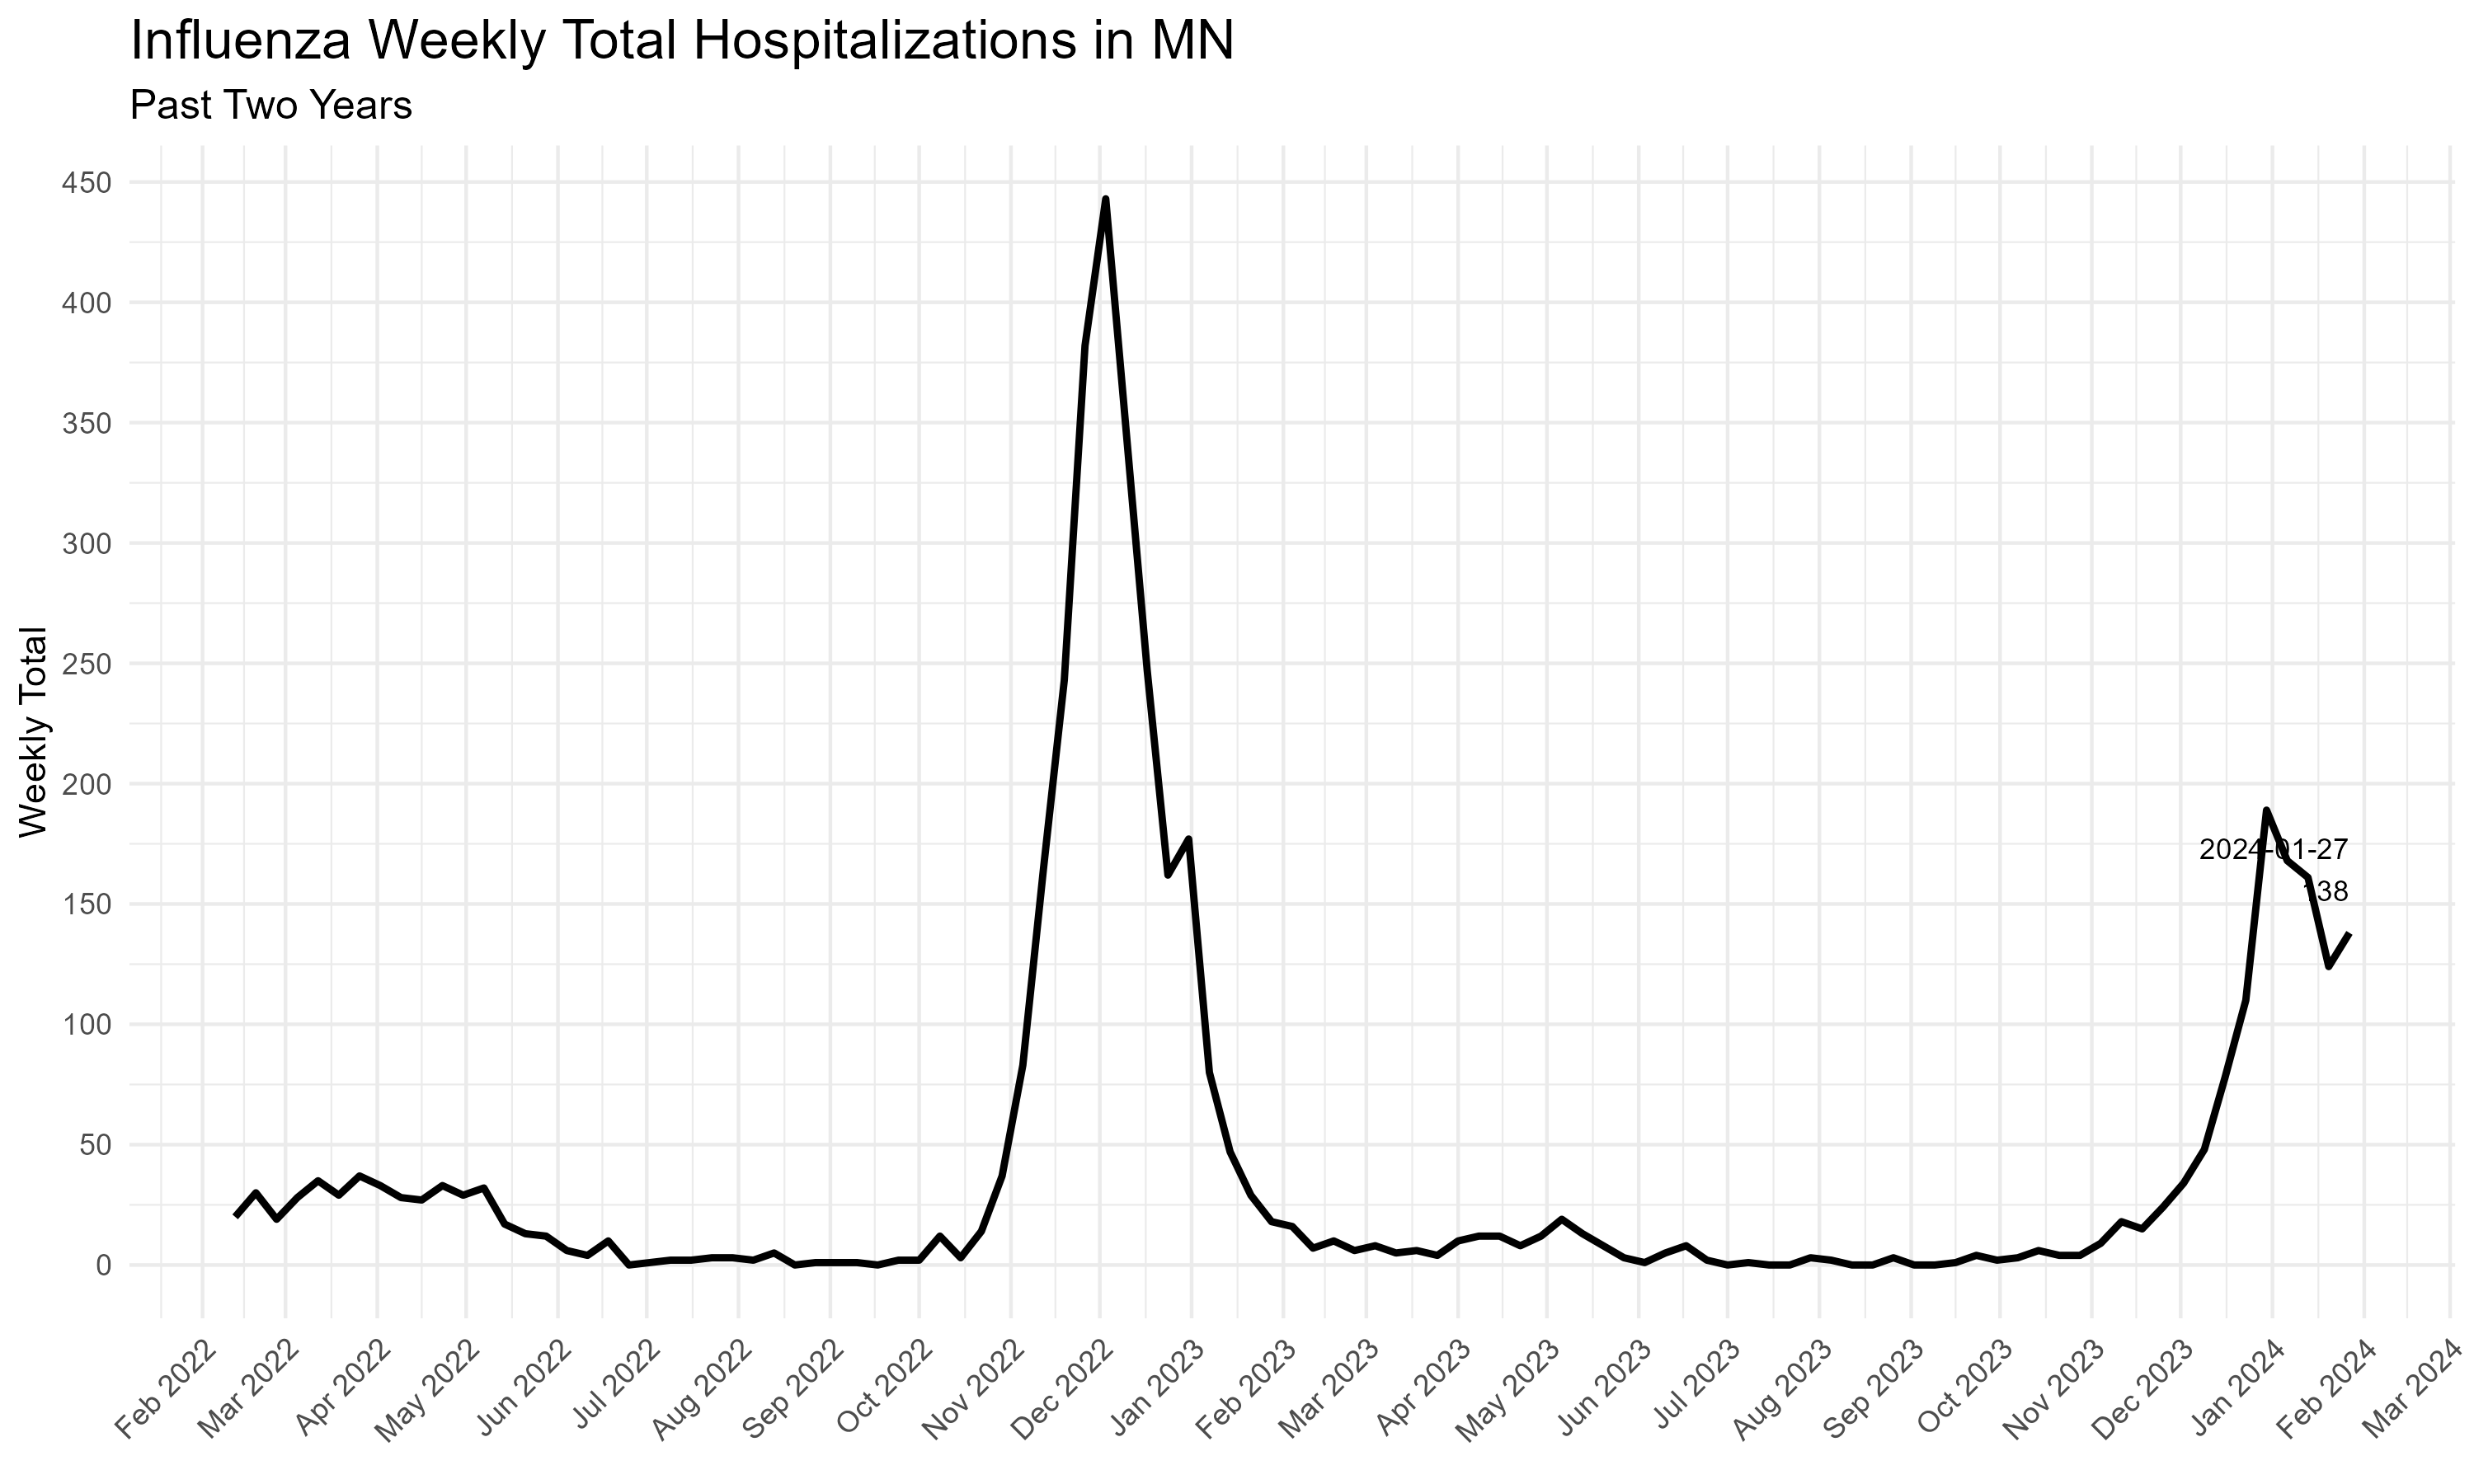 Influenza Weekly Total Hospitalizations in MN
Past Two Years
Weekly Total
450
400
350
300
250
200
150
100
50
0
2024-01-27
138
Feb 2022
Mar 2022
Apr 2022
May 2022
Jun 2022
Jul 2022
Aug 2022
Sep 2022
Oct 2022
Nov 2022
Dec 2022
Jan 2023
Feb 2023
Mar 2023
Apr 2023
May 2023
Jun 2023
Jul 2023
Aug 2023
Sep 2023
Oct 2023
Nov 2023
Dec 2023
Jan 2024
Feb 2024
Mar 2024